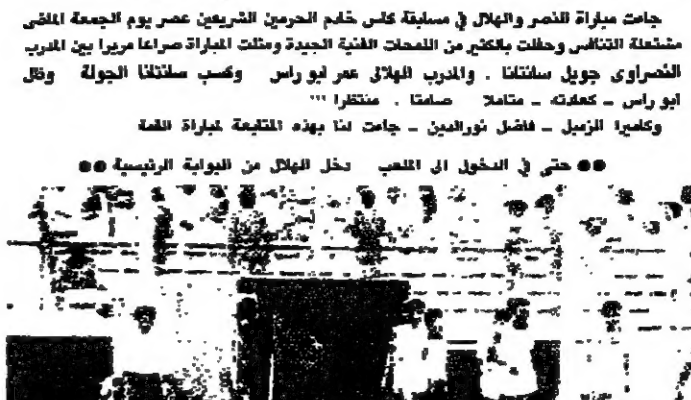 جاءت مباراة النصر والهلال في مسابقة كأس خادم الحرمين الشريفين عصر يوم الجمعة الماضي
مشتعلة التنافس وحفلت بالكثير من اللمحات الفنية الجيدة ومثلت المباراة صراعا مريرا بين المدرب
النصراوى جويل سانتانا . والمدرب الهلالى عمر ابو راس وكسب سانتانا الجولة وظل
ابو راس ـ كعادته ـ متاملا صامتا . منتظرا !!!
وكاميرا الزميل ـ فاضل نورالدين ـ جاءت لنا بهذه المتابعة لمباراة القمة
●● حتى في الدخول الى الملعب دخل الهلال من البوابة الرئيسية ●●